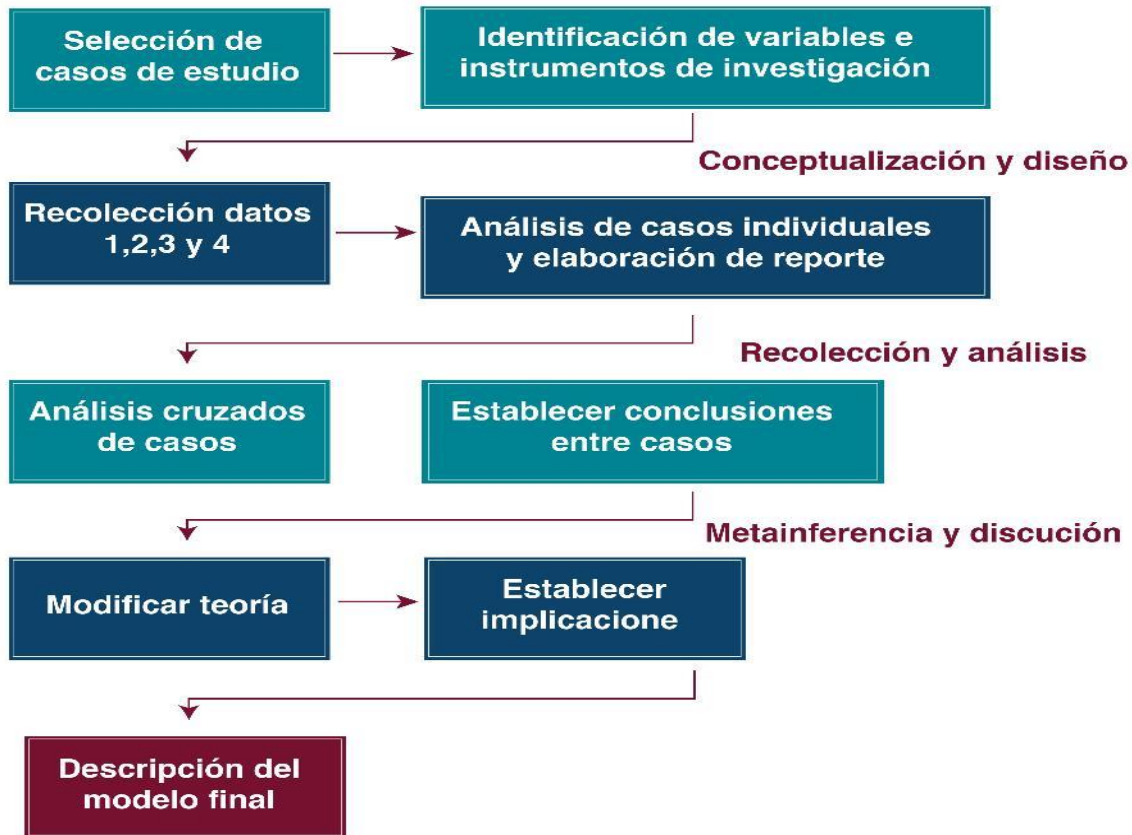 Selección de
casos de estudio
Identificación de variables e
instrumentos de investigación
Conceptualización y diseño
Recolección datos
1,2,3 y 4
Análisis de casos individuales
y elaboración de reporte
Recolección y análisis
Análisis cruzados
de casos
Establecer conclusiones
entre casos
Metainferencia y discución
Modificar teoría
Establecer
implicacione
Descripción del
modelo final